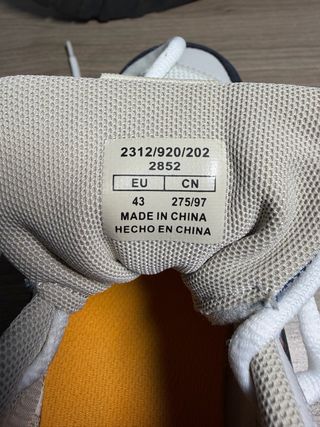 2312/920/202
2852
EU CN
43 275/97
MADE IN CHINA
HECHO EN CHINA